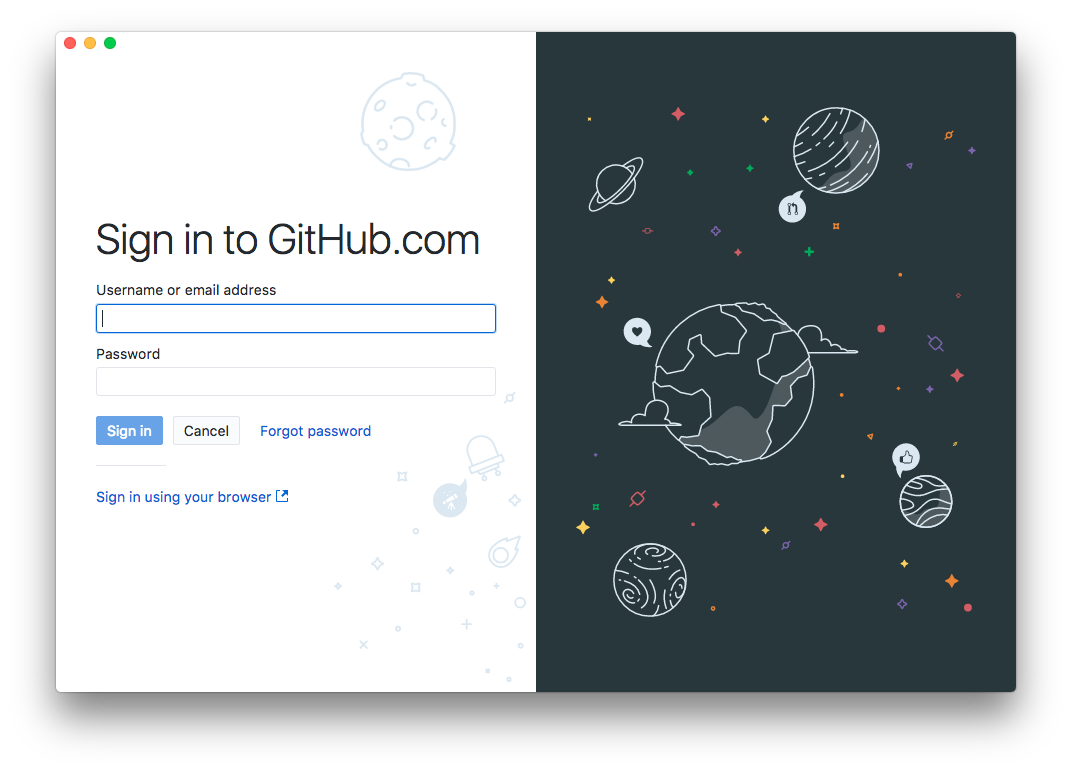 Sign in to GitHub.com
Username or email address
Password
Sign in
Cancel
Forgot password
Sign in using your browser